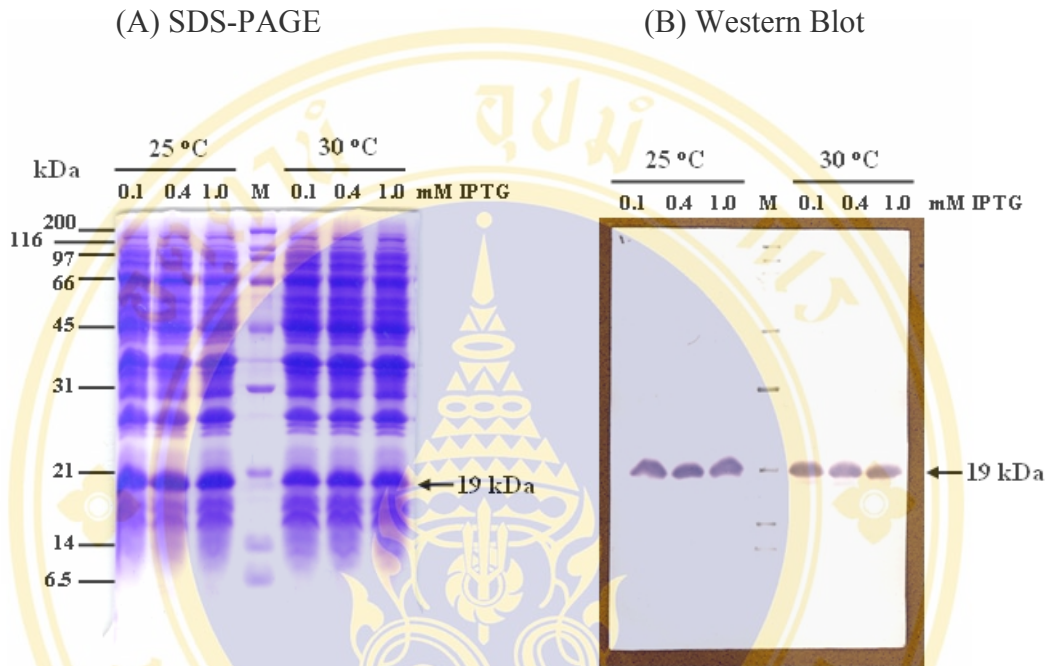 (A) SDS-PAGE
(B) Western Blot
25 °C
30 °C
kDa
0.1 0.4 1.0 M 0.1 0.4 1.0 mM IPTG
200
116
97
66
45
31
21
14
6.5
19 kDa
25 °C
30 °C
0.1 0.4 1.0 M 0.1 0.4 1.0 mM IPTG
19 kDa